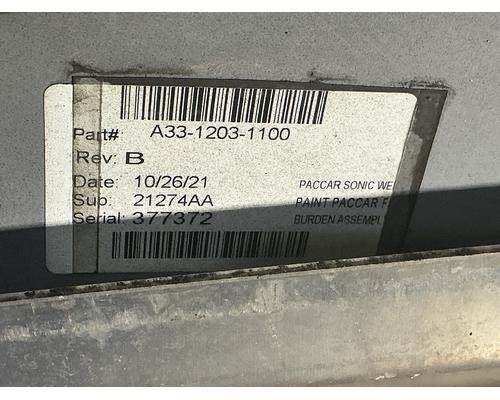 Part# A33-1203-1100
Rev: B
Date: 10/26/21 PACCAR SONIC WE
Sup: 21274AA PAINT PACCAR
Serial: 377372 BURDEN ASSEMBL